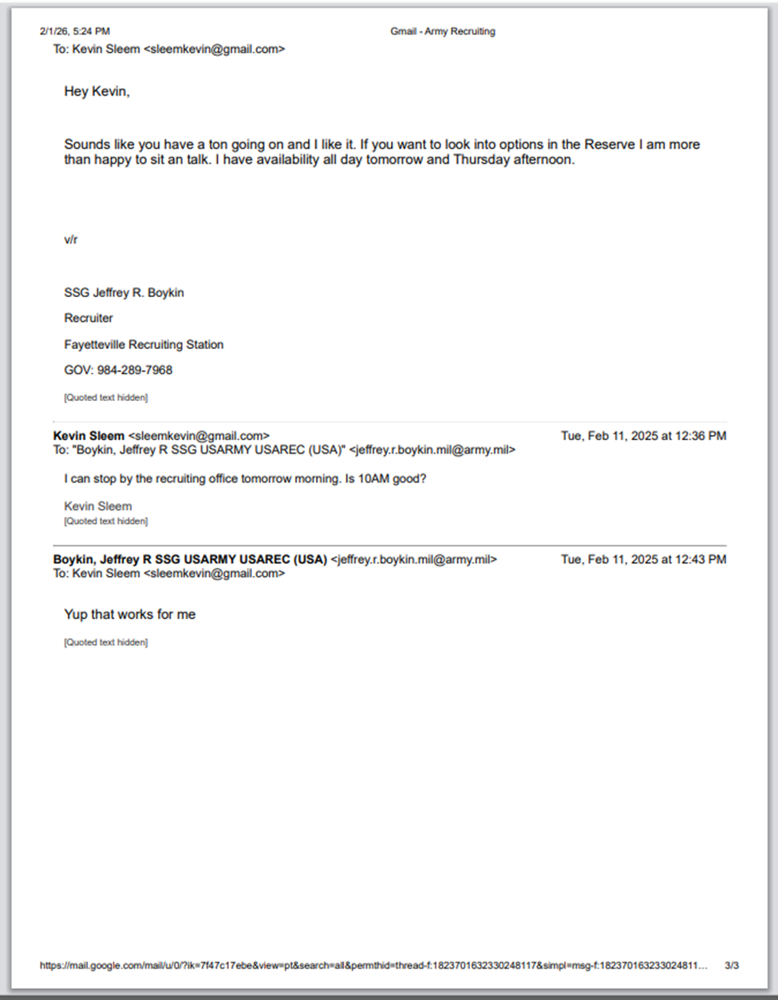 2/1/26, 5:24 PM Gmail - Army Recruiting
To: Kevin Sleem <sleemkevin@gmail.com>
Hey Kevin,
Sounds like you have a ton going on and I like it. If you want to look into options in the Reserve I am more
than happy to sit an talk. I have availability all day tomorrow and Thursday afternoon.
v/r
SSG Jeffrey R. Boykin
Recruiter
Fayetteville Recruiting Station
GOV: 984-289-7968
[Quoted text hidden]
Kevin Sleem <sleemkevin@gmail.com> Tue, Feb 11, 2025 at 12:36 PM
To: "Boykin, Jeffrey R SSG USARMY USAREC (USA)" <jeffrey.r.boykin.mil@army.mil>
I can stop by the recruiting office tomorrow morning. Is 10AM good?
Kevin Sleem
[Quoted text hidden]
Boykin, Jeffrey R SSG USARMY USAREC (USA) <jeffrey.r.boykin.mil@army.mil> Tue, Feb 11, 2025 at 12:43 PM
To: Kevin Sleem <sleemkevin@gmail.com>
Yup that works for me
[Quoted text hidden]
https://mail.google.com/mail/u/0/?ik=7f47c17ebe&view=pt&search=all&permthid=thread-f:1823701632330248117&simpl=msg-f:182370163233024811... 3/3